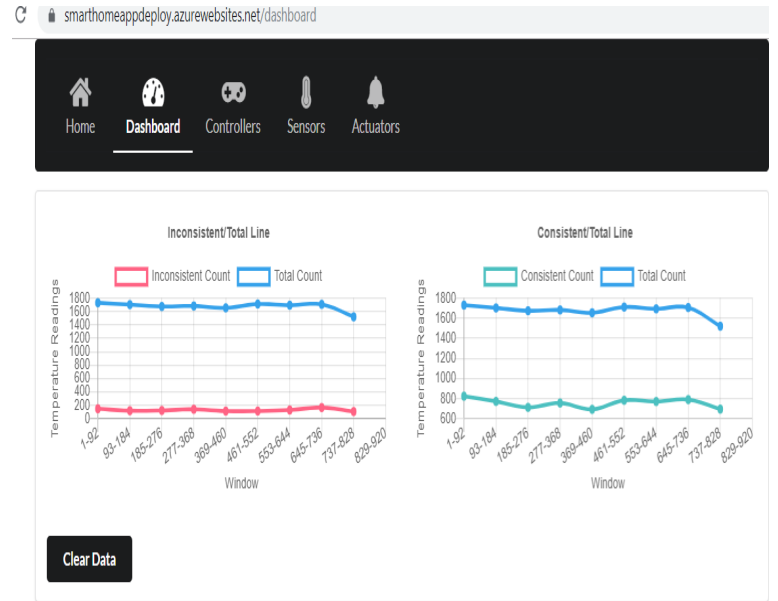 smarthomeappdeploy.azurewebsites.net/dashboard
Home Dashboard Controllers Sensors Actuators
Inconsistent/Total Line
Inconsistent Count Total Count
Temperature Readings
1800
1600
1400
1200
1000
800
600
400
200
0
1-92 93-184 185-276 277-368 369-460 461-552 553-644 645-736 737-828 829-920
Window
Consistent/Total Line
Consistent Count Total Count
Temperature Readings
1800
1600
1400
1200
1000
800
600
1-92 93-184 185-276 277-368 369-460 461-552 553-644 645-736 737-828 829-920
Window
Clear Data